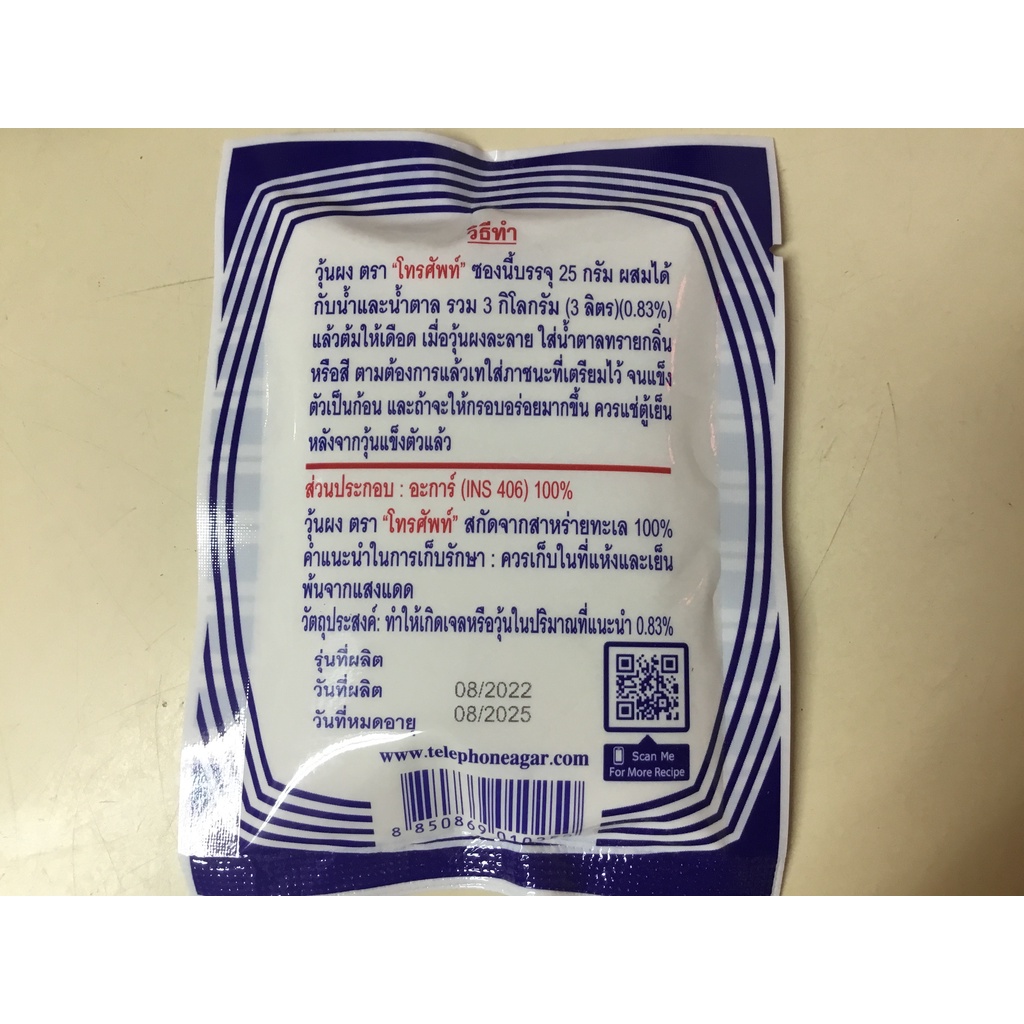 วิธีทำ
วุ้นผง ตรา “โทรศัพท์” ซองนี้บรรจุ 25 กรัม ผสมได้
กับน้ำและน้ำตาล รวม 3 กิโลกรัม (3 ลิตร)(0.83%)
แล้วต้มให้เดือด เมื่อวุ้นผงละลาย ใส่น้ำตาลทรายกลิ่น
หรือสี ตามต้องการแล้วเทใส่ภาชนะที่เตรียมไว้ จนแข็ง
ตัวเป็นก้อน และถ้าจะให้กรอบอร่อยมากขึ้น ควรแช่ตู้เย็น
หลังจากวุ้นแข็งตัวแล้ว
ส่วนประกอบ : อะการ์ (INS 406) 100%
วุ้นผง ตรา “โทรศัพท์” สกัดจากสาหร่ายทะเล 100%
คำแนะนำในการเก็บรักษา : ควรเก็บในที่แห้งและเย็น
พ้นจากแสงแดด
วัตถุประสงค์: ทำให้เกิดเจลหรือวุ้นในปริมาณที่แนะนำ 0.83%
รุ่นที่ผลิต
วันที่ผลิต 08/2022
วันที่หมดอายุ 08/2025
www.telephoneagar.com
Scan Me
For More Recipe
8 850869